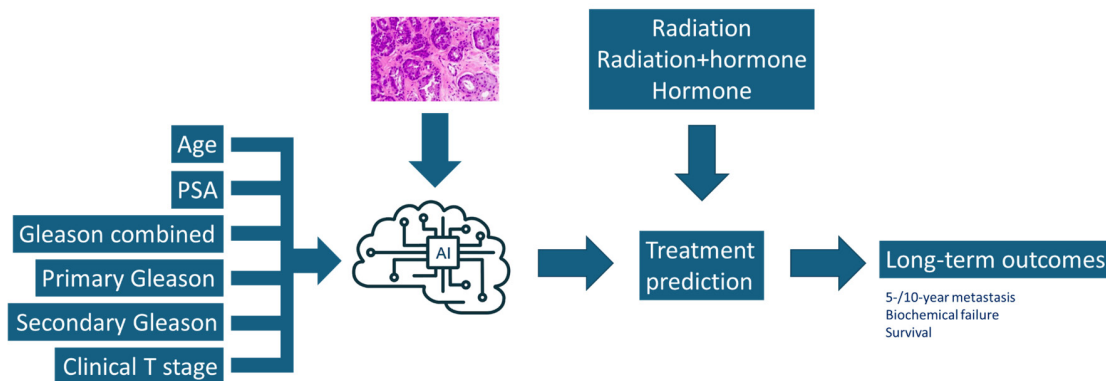 Radiation
Radiation+hormone
Hormone
Age
PSA
Gleason combined
Primary Gleason
Secondary Gleason
Clinical T stage
AI
Treatment
prediction
Long-term outcomes
5-/10-year metastasis
Biochemical failure
Survival